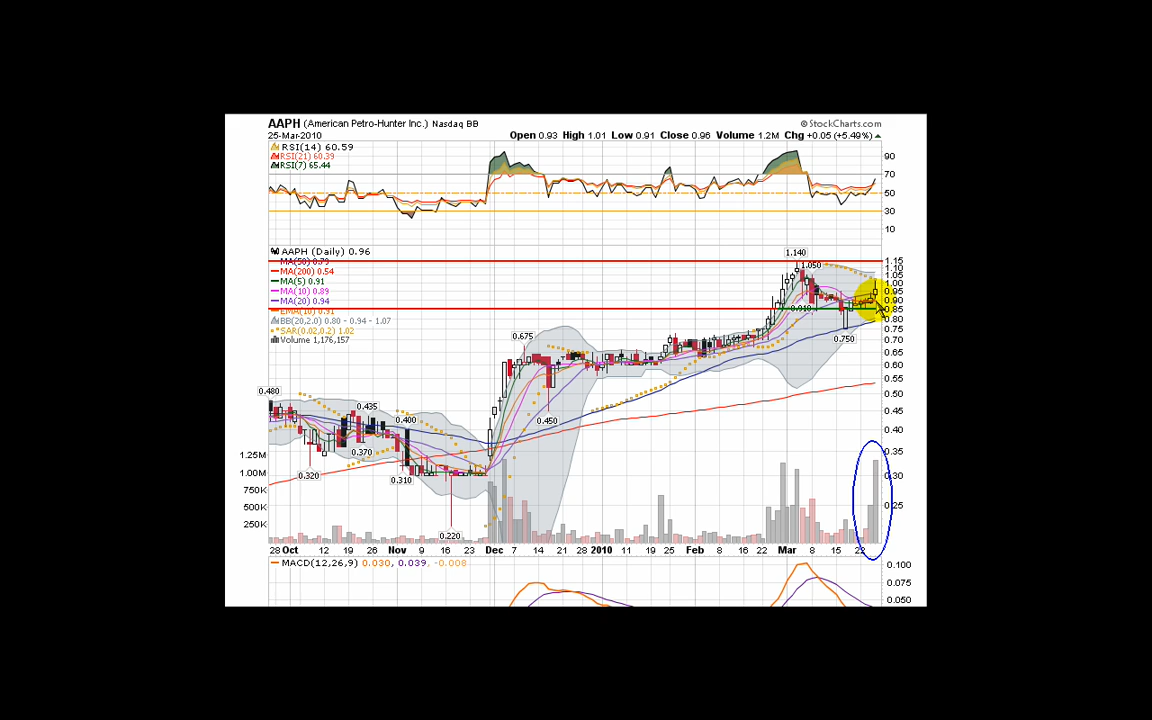 AAPH (American Petro-Hunter Inc.) Nasdaq BB © StockCharts.com
25-Mar-2010 Open 0.93 High 1.01 Low 0.91 Close 0.96 Volume 1.2M Chg +0.05 (+5.49%)
RSI(14) 60.59
RSI(21) 60.39
RSI(7) 65.44
90
70
50
30
10
AAPH (Daily) 0.96
MA(50) 0.79
MA(200) 0.54
MA(5) 0.91
MA(10) 0.89
MA(20) 0.94
EMA(10) 0.91
BB(20,2.0) 0.80 - 0.94 - 1.07
SAR(0.02,0.2) 1.02
Volume 1,176,157
1.140
1.050
0.910
0.750
0.675
0.480
0.435
0.400
0.450
0.370
0.320
0.310
0.220
1.15
1.10
1.05
1.00
0.95
0.90
0.85
0.80
0.75
0.70
0.65
0.60
0.55
0.50
0.45
0.40
0.35
0.30
0.25
1.25M
1.00M
750K
500K
250K
28 Oct 12 19 26 Nov 9 16 23 Dec 7 14 21 28 2010 11 19 25 Feb 8 16 22 Mar 8 15 22
MACD(12,26,9) 0.030, 0.039, -0.008
0.100
0.075
0.050